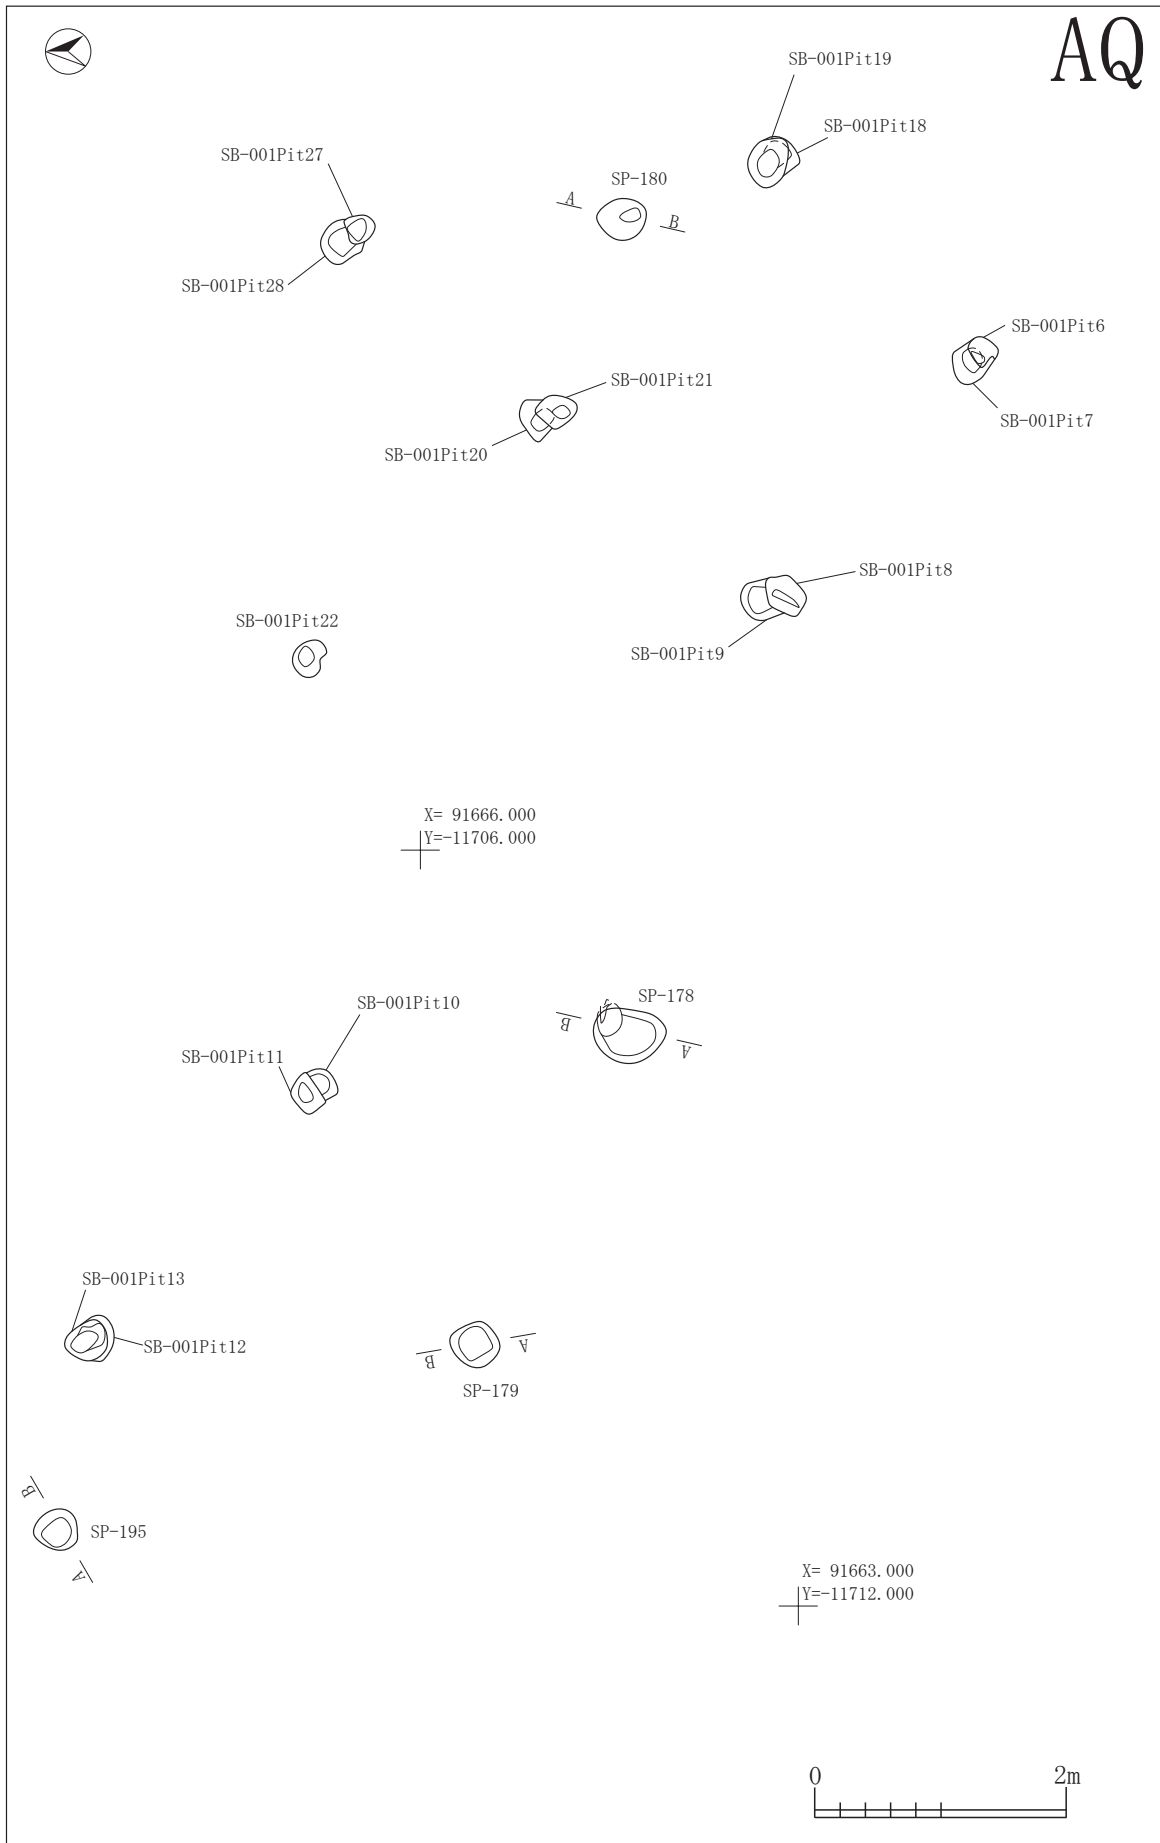 AQ
SB-001Pit19
SB-001Pit18
SB-001Pit27
SP-180
A
B
SB-001Pit28
SB-001Pit6
SB-001Pit21
SB-001Pit7
SB-001Pit20
SB-001Pit8
SB-001Pit22
SB-001Pit9
X= 91666.000
Y=-11706.000
SP-178
SB-001Pit10
B
A
SB-001Pit11
SB-001Pit13
SB-001Pit12
A
B
SP-179
B
SP-195
A
X= 91663.000
Y=-11712.000
0 2m